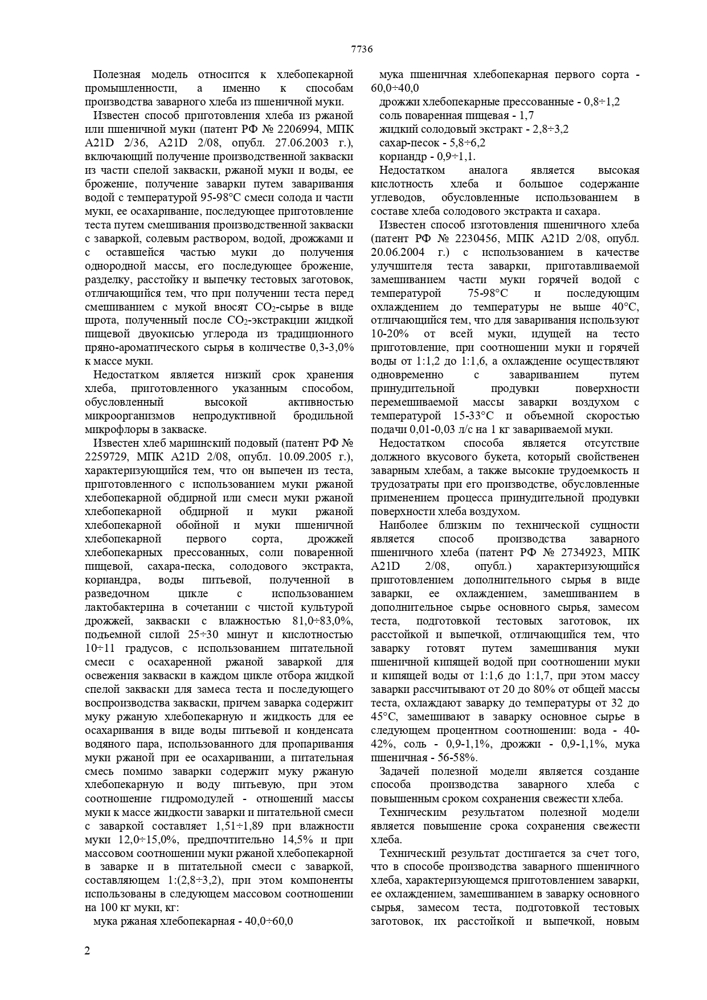 7736
Полезная модель относится к хлебопекарной
промышленности, а именно к способам
производства заварного хлеба из пшеничной муки.
Известен способ приготовления хлеба из ржаной
или пшеничной муки (патент РФ № 2206994, МПК
A21D 2/36, A21D 2/08, опубл. 27.06.2003 г.),
включающий получение производственной закваски
из части спелой закваски, ржаной муки и воды, ее
брожение, получение заварки путем заваривания
водой с температурой 95-98°С смеси солода и части
муки, ее осахаривание, последующее приготовление
теста путем смешивания производственной закваски
с заваркой, солевым раствором, водой, дрожжами и
с оставшейся частью муки до получения
однородной массы, его последующее брожение,
разделку, расстойку и выпечку тестовых заготовок,
отличающийся тем, что при получении теста перед
смешиванием с мукой вносят СО₂-сырье в виде
шрота, полученный после СО₂-экстракции жидкой
пищевой двуокисью углерода из традиционного
пряно-ароматического сырья в количестве 0,3-3,0%
к массе муки.
Недостатком является низкий срок хранения
хлеба, приготовленного указанным способом,
обусловленный высокой активностью
микроорганизмов непродуктивной бродильной
микрофлоры в закваске.
Известен хлеб мариинский подовый (патент РФ №
2259729, МПК A21D 2/08, опубл. 10.09.2005 г.),
характеризующийся тем, что он выпечен из теста,
приготовленного с использованием муки ржаной
хлебопекарной обдирной или смеси муки ржаной
хлебопекарной обдирной и муки ржаной
хлебопекарной обойной и муки пшеничной
хлебопекарной первого сорта, дрожжей
хлебопекарных прессованных, соли поваренной
пищевой, сахара-песка, солодового экстракта,
кориандра, воды питьевой, полученной в
разведочном цикле с использованием
лактобактерина в сочетании с чистой культурой
дрожжей, закваски с влажностью 81,0÷83,0%,
подъемной силой 25÷30 минут и кислотностью
10÷11 градусов, с использованием питательной
смеси с осахаренной ржаной заваркой для
освежения закваски в каждом цикле отбора жидкой
спелой закваски для замеса теста и последующего
воспроизводства закваски, причем заварка содержит
муку ржаную хлебопекарную и жидкость для ее
осахаривания в виде воды питьевой и конденсата
водяного пара, использованного для пропаривания
муки ржаной при ее осахаривании, а питательная
смесь помимо заварки содержит муку ржаную
хлебопекарную и воду питьевую, при этом
соотношение гидромодулей - отношений массы
муки к массе жидкости заварки и питательной смеси
с заваркой составляет 1,51÷1,89 при влажности
муки 12,0÷15,0%, предпочтительно 14,5% и при
массовом соотношении муки ржаной хлебопекарной
в заварке и в питательной смеси с заваркой,
составляющем 1:(2,8÷3,2), при этом компоненты
использованы в следующем массовом соотношении
на 100 кг муки, кг:
мука ржаная хлебопекарная - 40,0÷60,0
мука пшеничная хлебопекарная первого сорта -
60,0÷40,0
дрожжи хлебопекарные прессованные - 0,8÷1,2
соль поваренная пищевая - 1,7
жидкий солодовый экстракт - 2,8÷3,2
сахар-песок - 5,8÷6,2
кориандр - 0,9÷1,1.
Недостатком аналога является высокая
кислотность хлеба и большое содержание
углеводов, обусловленные использованием в
составе хлеба солодового экстракта и сахара.
Известен способ изготовления пшеничного хлеба
(патент РФ № 2230456, МПК A21D 2/08, опубл.
20.06.2004 г.) с использованием в качестве
улучшителя теста заварки, приготавливаемой
замешиванием части муки горячей водой с
температурой 75-98°С и последующим
охлаждением до температуры не выше 40°С,
отличающийся тем, что для заваривания используют
10-20% от всей муки, идущей на тесто
приготовление, при соотношении муки и горячей
воды от 1:1,2 до 1:1,6, а охлаждение осуществляют
одновременно с завариванием путем
принудительной продувки поверхности
перемешиваемой массы заварки воздухом с
температурой 15-33°С и объемной скоростью
подачи 0,01-0,03 л/с на 1 кг завариваемой муки.
Недостатком способа является отсутствие
должного вкусового букета, который свойственен
заварным хлебам, а также высокие трудоемкость и
трудозатраты при его производстве, обусловленные
применением процесса принудительной продувки
поверхности хлеба воздухом.
Наиболее близким по технической сущности
является способ производства заварного
пшеничного хлеба (патент РФ № 2734923, МПК
A21D 2/08, опубл.) характеризующийся
приготовлением дополнительного сырья в виде
заварки, ее охлаждением, замешиванием в
дополнительное сырье основного сырья, замесом
теста, подготовкой тестовых заготовок, их
расстойкой и выпечкой, отличающийся тем, что
заварку готовят путем замешивания муки
пшеничной кипящей водой при соотношении муки
и кипящей воды от 1:1,6 до 1:1,7, при этом массу
заварки рассчитывают от 20 до 80% от общей массы
теста, охлаждают заварку до температуры от 32 до
45°С, замешивают в заварку основное сырье в
следующем процентном соотношении: вода - 40-
42%, соль - 0,9-1,1%, дрожжи - 0,9-1,1%, мука
пшеничная - 56-58%.
Задачей полезной модели является создание
способа производства заварного хлеба с
повышенным сроком сохранения свежести хлеба.
Техническим результатом полезной модели
является повышение срока сохранения свежести
хлеба.
Технический результат достигается за счет того,
что в способе производства заварного пшеничного
хлеба, характеризующемся приготовлением заварки,
ее охлаждением, замешиванием в заварку основного
сырья, замесом теста, подготовкой тестовых
заготовок, их расстойкой и выпечкой, новым
2